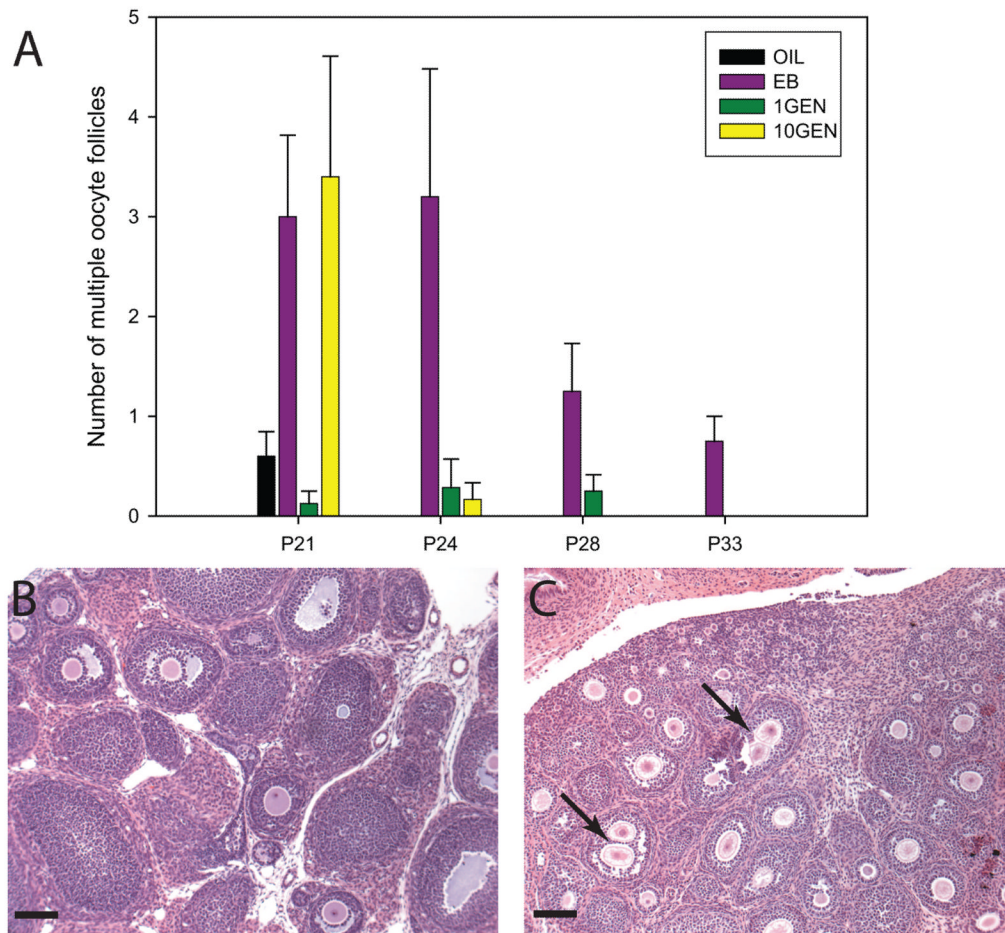 A
Number of multiple oocyte follicles
5
4
3
2
1
0
OIL
EB
1GEN
10GEN
P21
P24
P28
P33
B
C